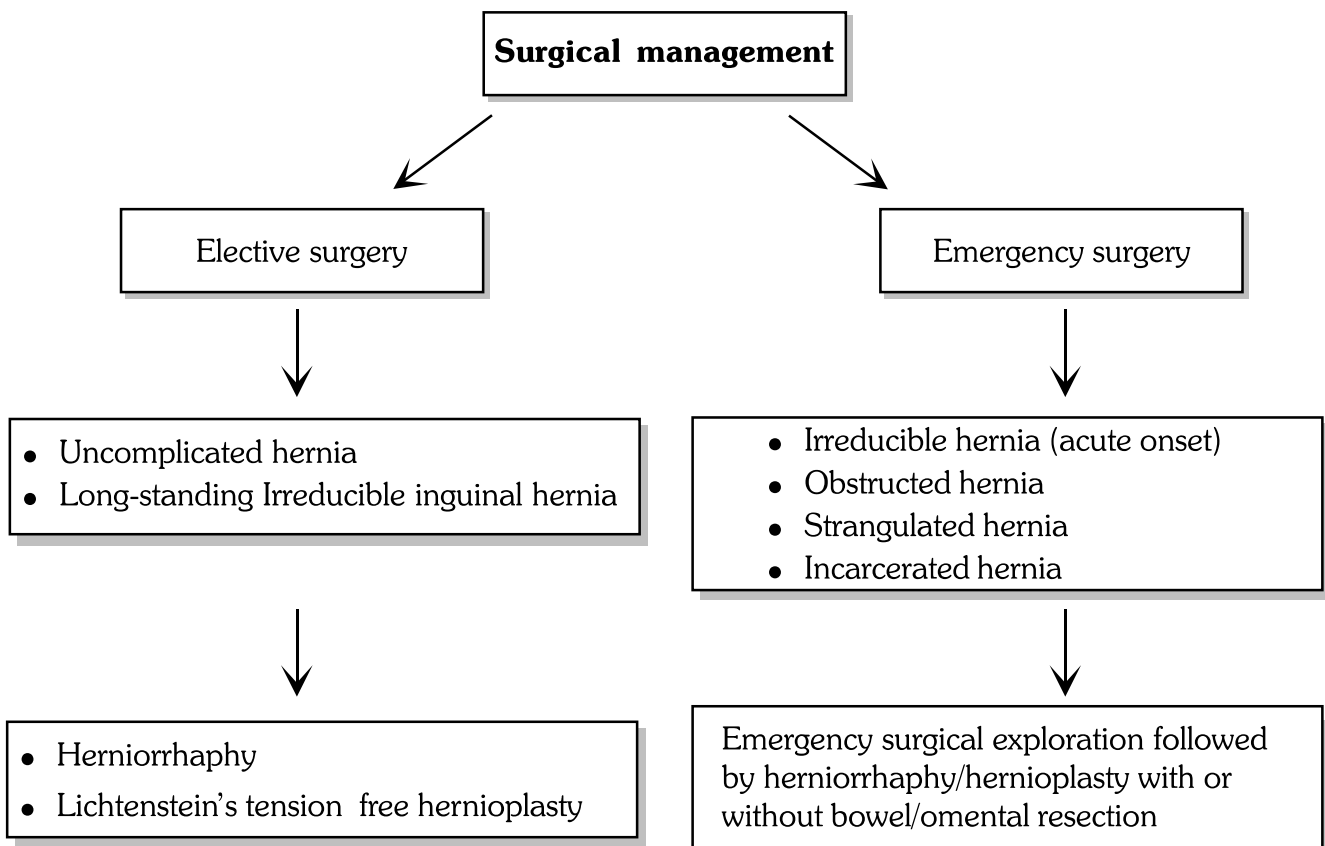 Surgical management
Elective surgery
Emergency surgery
• Uncomplicated hernia
• Long-standing Irreducible inguinal hernia
• Irreducible hernia (acute onset)
• Obstructed hernia
• Strangulated hernia
• Incarcerated hernia
• Herniorrhaphy
• Lichtenstein's tension free hernioplasty
Emergency surgical exploration followed
by herniorrhaphy/hernioplasty with or
without bowel/omental resection